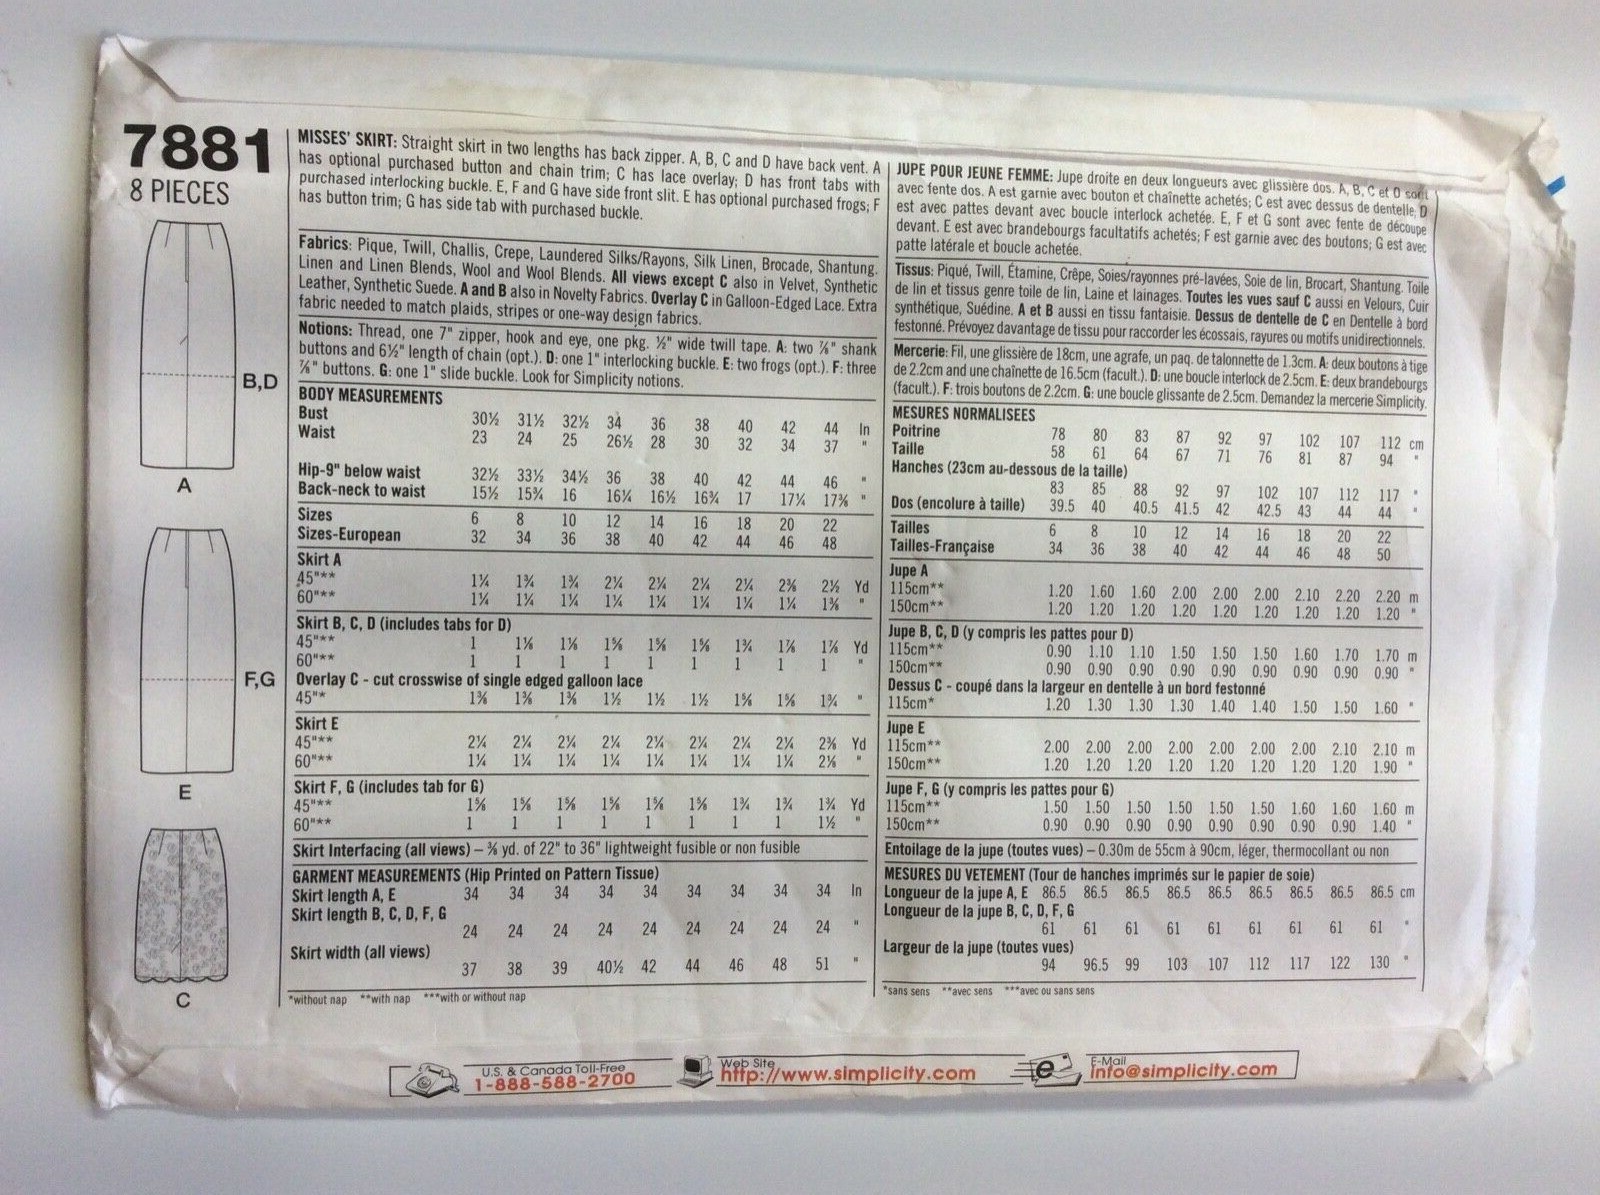 7881
8 PIECES
B,D
A
F,G
E
C
MISSES' SKIRT: Straight skirt in two lengths has back zipper. A, B, C and D have back vent. A
has optional purchased button and chain trim; C has lace overlay; D has front tabs with
purchased interlocking buckle. E, F and G have side front slit. E has optional purchased frogs; F
has button trim; G has side tab with purchased buckle.
Fabrics: Pique, Twill, Challis, Crepe, Laundered Silks/Rayons, Silk Linen, Brocade, Shantung.
Linen and Linen Blends, Wool and Wool Blends. All views except C also in Velvet, Synthetic
Leather, Synthetic Suede. A and B also in Novelty Fabrics. Overlay C in Galloon-Edged Lace. Extra
fabric needed to match plaids, stripes or one-way design fabrics.
Notions: Thread, one 7" zipper, hook and eye, one pkg. ½" wide twill tape. A: two ⅞" shank
buttons and 6½" length of chain (opt.). D: one 1" interlocking buckle. E: two frogs (opt.). F: three
⅞" buttons. G: one 1" slide buckle. Look for Simplicity notions.
BODY MEASUREMENTS
Bust 30½ 31½ 32½ 34 36 38 40 42 44 In
Waist 23 24 25 26½ 28 30 32 34 37 "
Hip-9" below waist 32½ 33½ 34½ 36 38 40 42 44 46 "
Back-neck to waist 15½ 15¾ 16 16¼ 16½ 16¾ 17 17¼ 17⅜ "
Sizes 6 8 10 12 14 16 18 20 22
Sizes-European 32 34 36 38 40 42 44 46 48
Skirt A
45"** 1¼ 1¾ 1¾ 2¼ 2¼ 2¼ 2¼ 2⅜ 2½ Yd
60"** 1¼ 1¼ 1¼ 1¼ 1¼ 1¼ 1¼ 1¼ 1⅜ "
Skirt B, C, D (includes tabs for D)
45"** 1 1⅛ 1⅛ 1⅝ 1⅝ 1⅝ 1¾ 1⅞ 1⅞ Yd
60"** 1 1 1 1 1 1 1 1 1 "
Overlay C - cut crosswise of single edged galloon lace
45"* 1⅜ 1⅜ 1⅜ 1½ 1½ 1½ 1⅝ 1⅝ 1¾ "
Skirt E
45"** 2¼ 2¼ 2¼ 2¼ 2¼ 2¼ 2¼ 2¼ 2⅜ Yd
60"** 1¼ 1¼ 1¼ 1¼ 1¼ 1¼ 1¼ 1¼ 2⅛ "
Skirt F, G (includes tab for G)
45"** 1⅝ 1⅝ 1⅝ 1⅝ 1⅝ 1⅝ 1¾ 1¾ 1¾ Yd
60"** 1 1 1 1 1 1 1 1 1½ "
Skirt Interfacing (all views) – ⅜ yd. of 22" to 36" lightweight fusible or non fusible
GARMENT MEASUREMENTS (Hip Printed on Pattern Tissue)
Skirt length A, E 34 34 34 34 34 34 34 34 34 In
Skirt length B, C, D, F, G
24 24 24 24 24 24 24 24 24 "
Skirt width (all views)
37 38 39 40½ 42 44 46 48 51 "
*without nap **with nap ***with or without nap
JUPE POUR JEUNE FEMME: Jupe droite en deux longueurs avec glissière dos. A, B, C et D sont
avec fente dos. A est garnie avec bouton et chaînette achetés; C est avec dessus de dentelle, D
est avec pattes devant avec boucle interlock achetée. E, F et G sont avec fente de découpe
devant. E est avec brandebourgs facultatifs achetés; F est garnie avec des boutons; G est avec
patte latérale et boucle achetée.
Tissus: Piqué, Twill, Étamine, Crêpe, Soies/rayonnes pré-lavées, Soie de lin, Brocart, Shantung. Toile
de lin et tissus genre toile de lin, Laine et lainages. Toutes les vues sauf C aussi en Velours, Cuir
synthétique, Suédine. A et B aussi en tissu fantaisie. Dessus de dentelle de C en Dentelle à bord
festonné. Prévoyez davantage de tissu pour raccorder les écossais, rayures ou motifs unidirectionnels.
Mercerie: Fil, une glissière de 18cm, une agrafe, un paq. de talonnette de 1.3cm. A: deux boutons à tige
de 2.2cm et une chaînette de 16.5cm (facult.). D: une boucle interlock de 2.5cm. E: deux brandebourgs
(facult.). F: trois boutons de 2.2cm. G: une boucle glissante de 2.5cm. Demandez la mercerie Simplicity.
MESURES NORMALISEES
Poitrine 78 80 83 87 92 97 102 107 112 cm
Taille 58 61 64 67 71 76 81 87 94 "
Hanches (23cm au-dessous de la taille)
83 85 88 92 97 102 107 112 117 "
Dos (encolure à taille) 39.5 40 40.5 41.5 42 42.5 43 44 44 "
Tailles 6 8 10 12 14 16 18 20 22
Tailles-Française 34 36 38 40 42 44 46 48 50
Jupe A
115cm** 1.20 1.60 1.60 2.00 2.00 2.00 2.10 2.20 2.20 m
150cm** 1.20 1.20 1.20 1.20 1.20 1.20 1.20 1.20 1.20 "
Jupe B, C, D (y compris les pattes pour D)
115cm** 0.90 1.10 1.10 1.50 1.50 1.50 1.60 1.70 1.70 m
150cm** 0.90 0.90 0.90 0.90 0.90 0.90 0.90 0.90 0.90 "
Dessus C - coupé dans la largeur en dentelle à un bord festonné
115cm* 1.20 1.30 1.30 1.30 1.40 1.40 1.50 1.50 1.60 "
Jupe E
115cm** 2.00 2.00 2.00 2.00 2.00 2.00 2.00 2.10 2.10 m
150cm** 1.20 1.20 1.20 1.20 1.20 1.20 1.20 1.20 1.90 "
Jupe F, G (y compris les pattes pour G)
115cm** 1.50 1.50 1.50 1.50 1.50 1.50 1.60 1.60 1.60 m
150cm** 0.90 0.90 0.90 0.90 0.90 0.90 0.90 0.90 1.40 "
Entoilage de la jupe (toutes vues) – 0.30m de 55cm à 90cm, léger, thermocollant ou non
MESURES DU VETEMENT (Tour de hanches imprimés sur le papier de soie)
Longueur de la jupe A, E 86.5 86.5 86.5 86.5 86.5 86.5 86.5 86.5 86.5 cm
Longueur de la jupe B, C, D, F, G
61 61 61 61 61 61 61 61 61 "
Largeur de la jupe (toutes vues)
94 96.5 99 103 107 112 117 122 130 "
*sans sens **avec sens ***avec ou sans sens
U.S. & Canada Toll-Free
1-888-588-2700
Web Site
http://www.simplicity.com
e
E-Mail
info@simplicity.com